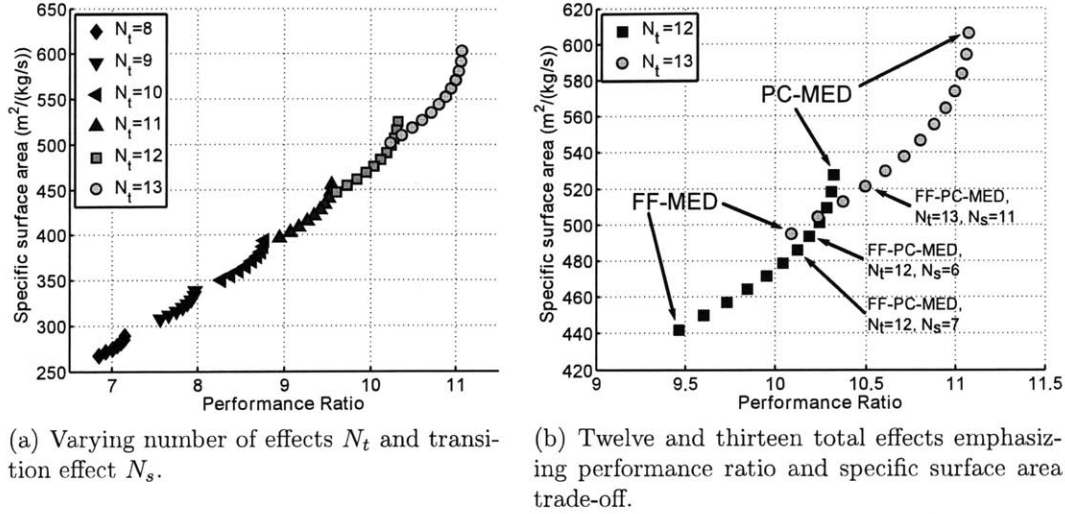 Specific surface area (m²/(kg/s))
650
600
550
500
450
400
350
300
250
7
8
9
10
11
Performance Ratio
N_t=8
N_t=9
N_t=10
N_t=11
N_t=12
N_t=13
(a) Varying number of effects N_t and transi-
tion effect N_s.
Specific surface area (m²/(kg/s))
620
600
580
560
540
520
500
480
460
440
420
9
9.5
10
10.5
11
11.5
Performance Ratio
N_t=12
N_t=13
PC-MED
FF-MED
FF-PC-MED,
N_t=13, N_s=11
FF-PC-MED,
N_t=12, N_s=6
FF-PC-MED,
N_t=12, N_s=7
(b) Twelve and thirteen total effects emphasiz-
ing performance ratio and specific surface area
trade-off.